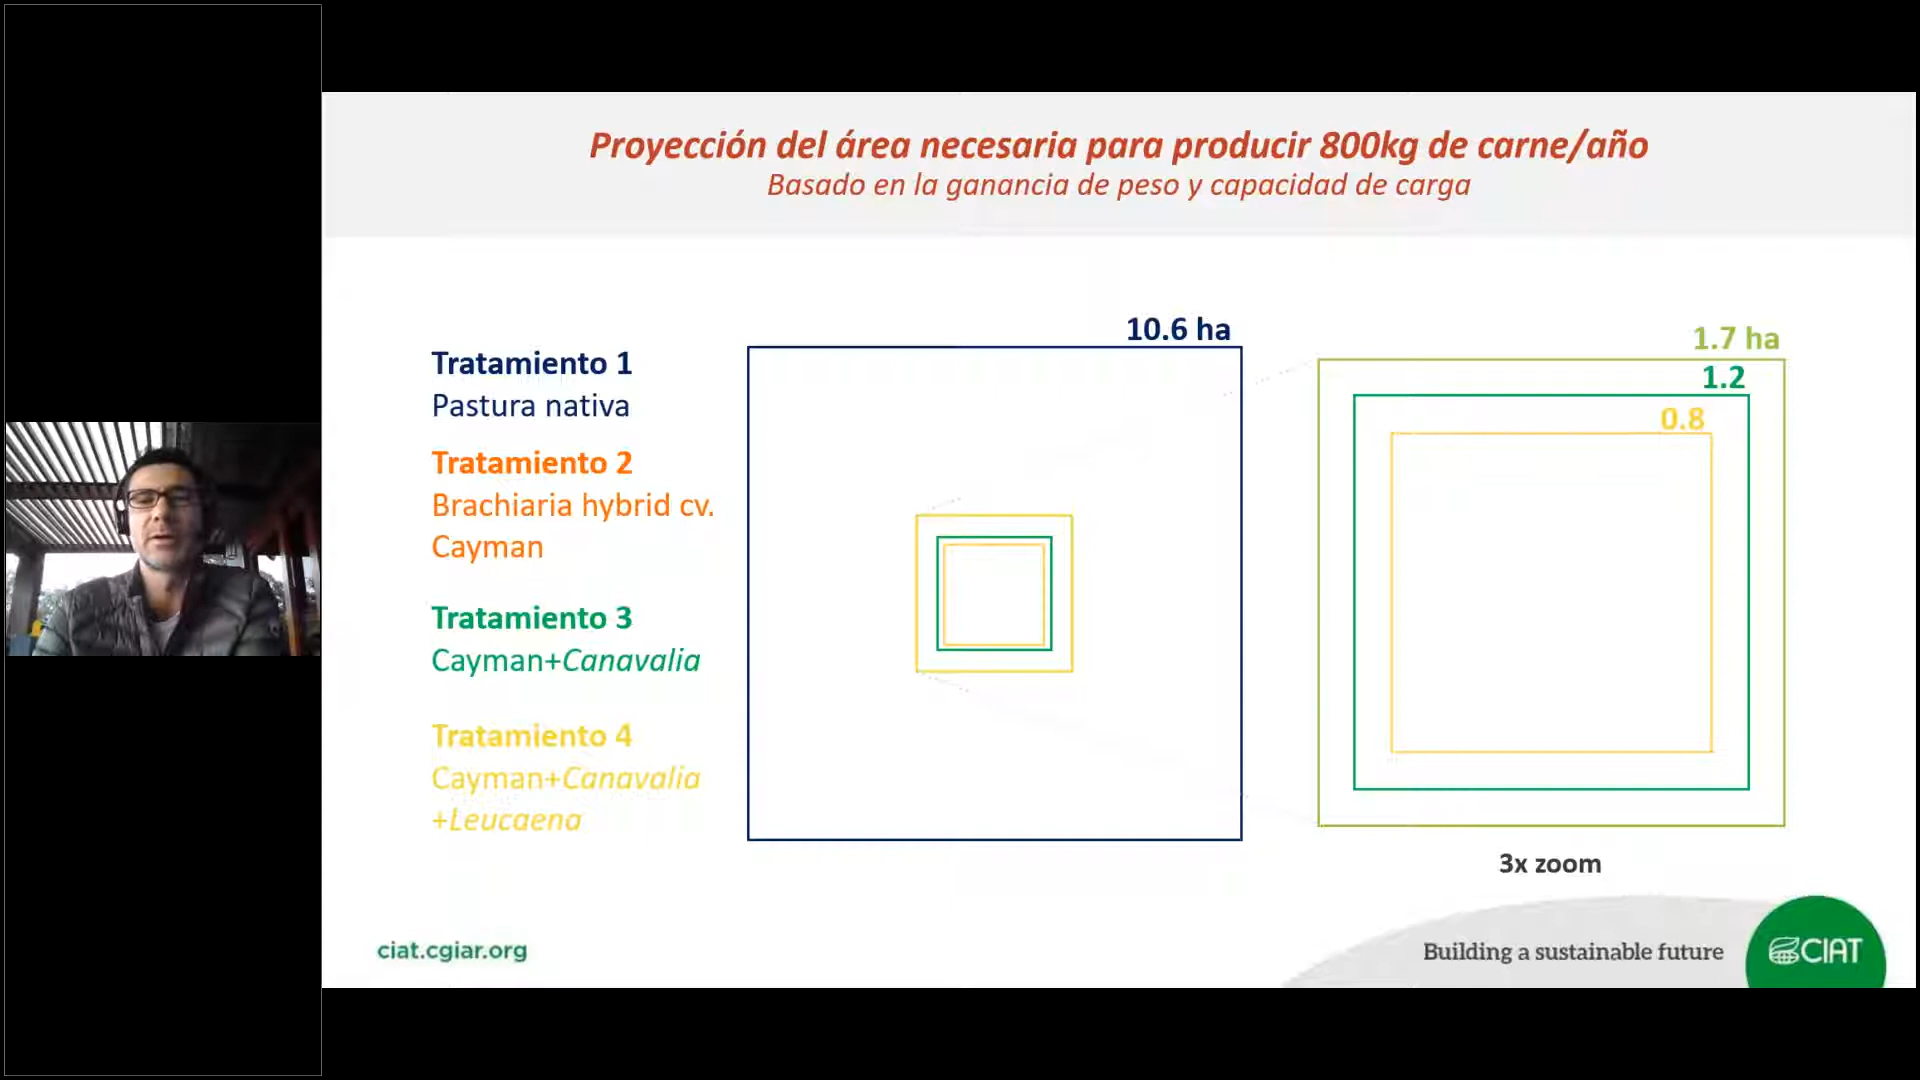 Proyección del área necesaria para producir 800kg de carne/año
Basado en la ganancia de peso y capacidad de carga
Tratamiento 1
Pastura nativa
Tratamiento 2
Brachiaria hybrid cv.
Cayman
Tratamiento 3
Cayman+Canavalia
Tratamiento 4
Cayman+Canavalia
+Leucaena
10.6 ha
1.7 ha
1.2
0.8
3x zoom
ciat.cgiar.org
Building a sustainable future
CIAT